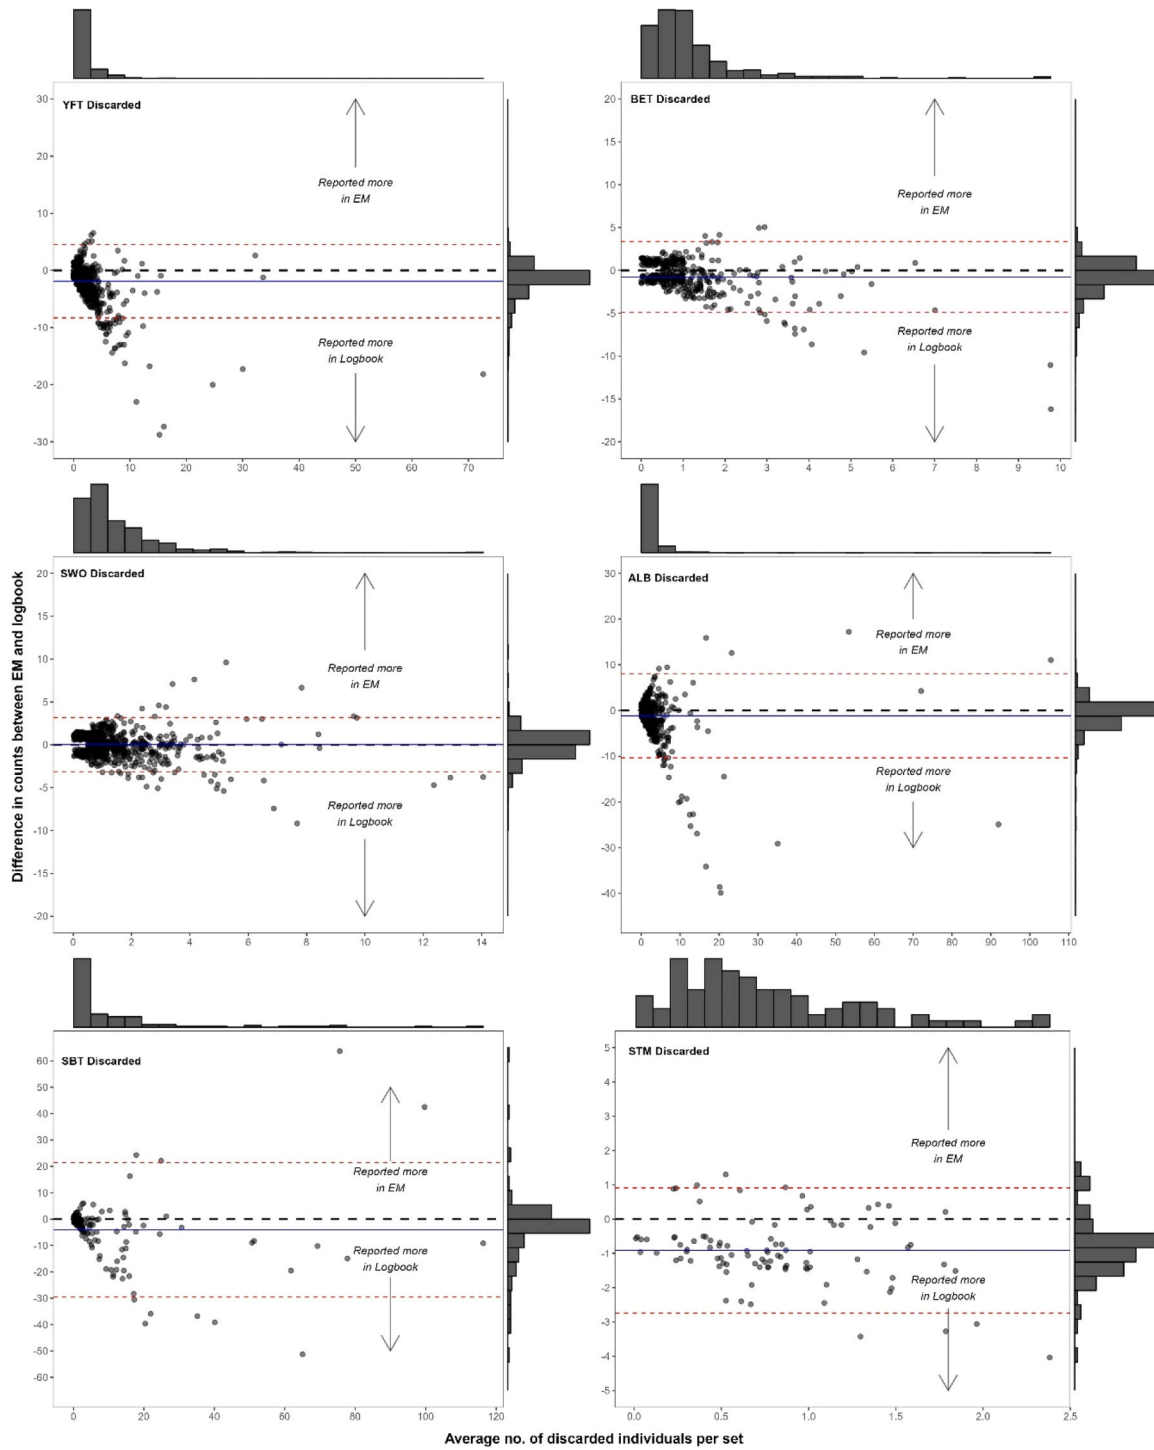 YFT Discarded
30
20
10
0
-10
-20
-30
Reported more
in EM
Reported more
in Logbook
0 10 20 30 40 50 60 70
BET Discarded
20
15
10
5
0
-5
-10
-15
-20
Reported more
in EM
Reported more
in Logbook
0 1 2 3 4 5 6 7 8 9 10
Difference in counts between EM and logbook
SWO Discarded
20
15
10
5
0
-5
-10
-15
-20
Reported more
in EM
Reported more
in Logbook
0 2 4 6 8 10 12 14
ALB Discarded
30
20
10
0
-10
-20
-30
-40
Reported more
in EM
Reported more
in Logbook
0 10 20 30 40 50 60 70 80 90 100 110
SBT Discarded
60
50
40
30
20
10
0
-10
-20
-30
-40
-50
-60
Reported more
in EM
Reported more
in Logbook
0 20 40 60 80 100 120
STM Discarded
5
4
3
2
1
0
-1
-2
-3
-4
-5
Reported more
in EM
Reported more
in Logbook
0.0 0.5 1.0 1.5 2.0 2.5
Average no. of discarded individuals per set